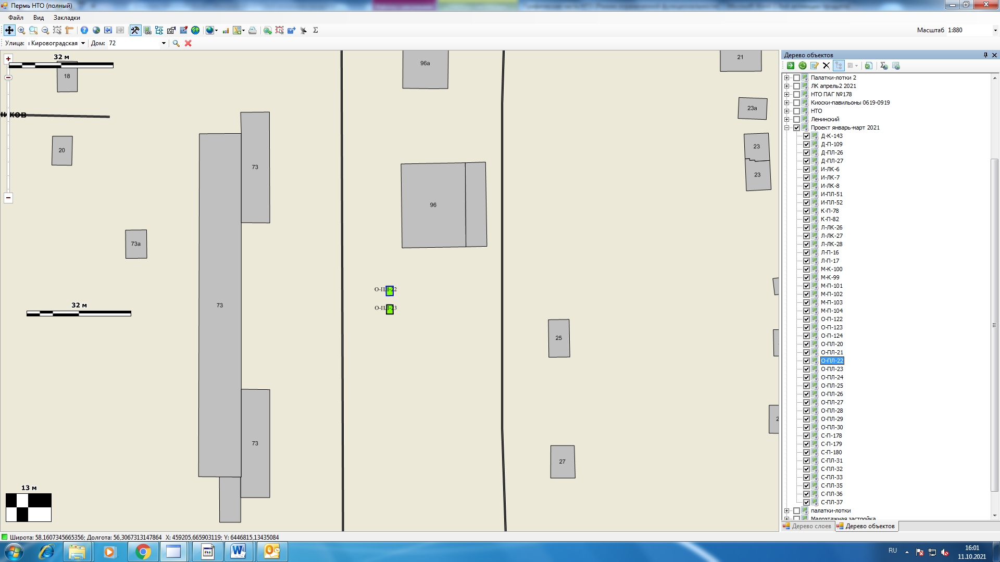 Пермь НТО (полный)
Файл Вид Закладки
Масштаб 1:880
Улица: Кировоградская Дом: 72
32 м
18
НИКОВ
20
73
73а
73
32 м
73
13 м
96а
96
О-ПЛ-22
О-ПЛ-23
21
23а
23
23
25
27
2
Дерево объектов
Палатки-лотки 2
ЛК апрель2 2021
НТО ПАГ №178
Киоски-павильоны 0619-0919
НТО
Ленинский
Проект январь-март 2021
Д-К-143
Д-П-109
Д-ПЛ-26
Д-ПЛ-27
И-ЛК-6
И-ЛК-7
И-ЛК-8
И-ПЛ-51
И-ПЛ-52
К-П-78
К-П-82
Л-ЛК-26
Л-ЛК-27
Л-ЛК-28
Л-П-16
Л-П-17
М-К-100
М-К-99
М-П-101
М-П-102
М-П-103
М-П-104
О-П-122
О-П-123
О-П-124
О-ПЛ-20
О-ПЛ-21
О-ПЛ-22
О-ПЛ-23
О-ПЛ-24
О-ПЛ-25
О-ПЛ-26
О-ПЛ-27
О-ПЛ-28
О-ПЛ-29
О-ПЛ-30
С-П-178
С-П-179
С-П-180
С-ПЛ-31
С-ПЛ-32
С-ПЛ-33
С-ПЛ-35
С-ПЛ-36
С-ПЛ-37
палатки-лотки
Малоэтажная застройка
Дерево слоев Дерево объектов
Широта: 58,1607345665356; Долгота: 56,3067313147864 X: 459205,665903119; Y: 6446815,13435084
RU
16:01
11.10.2021